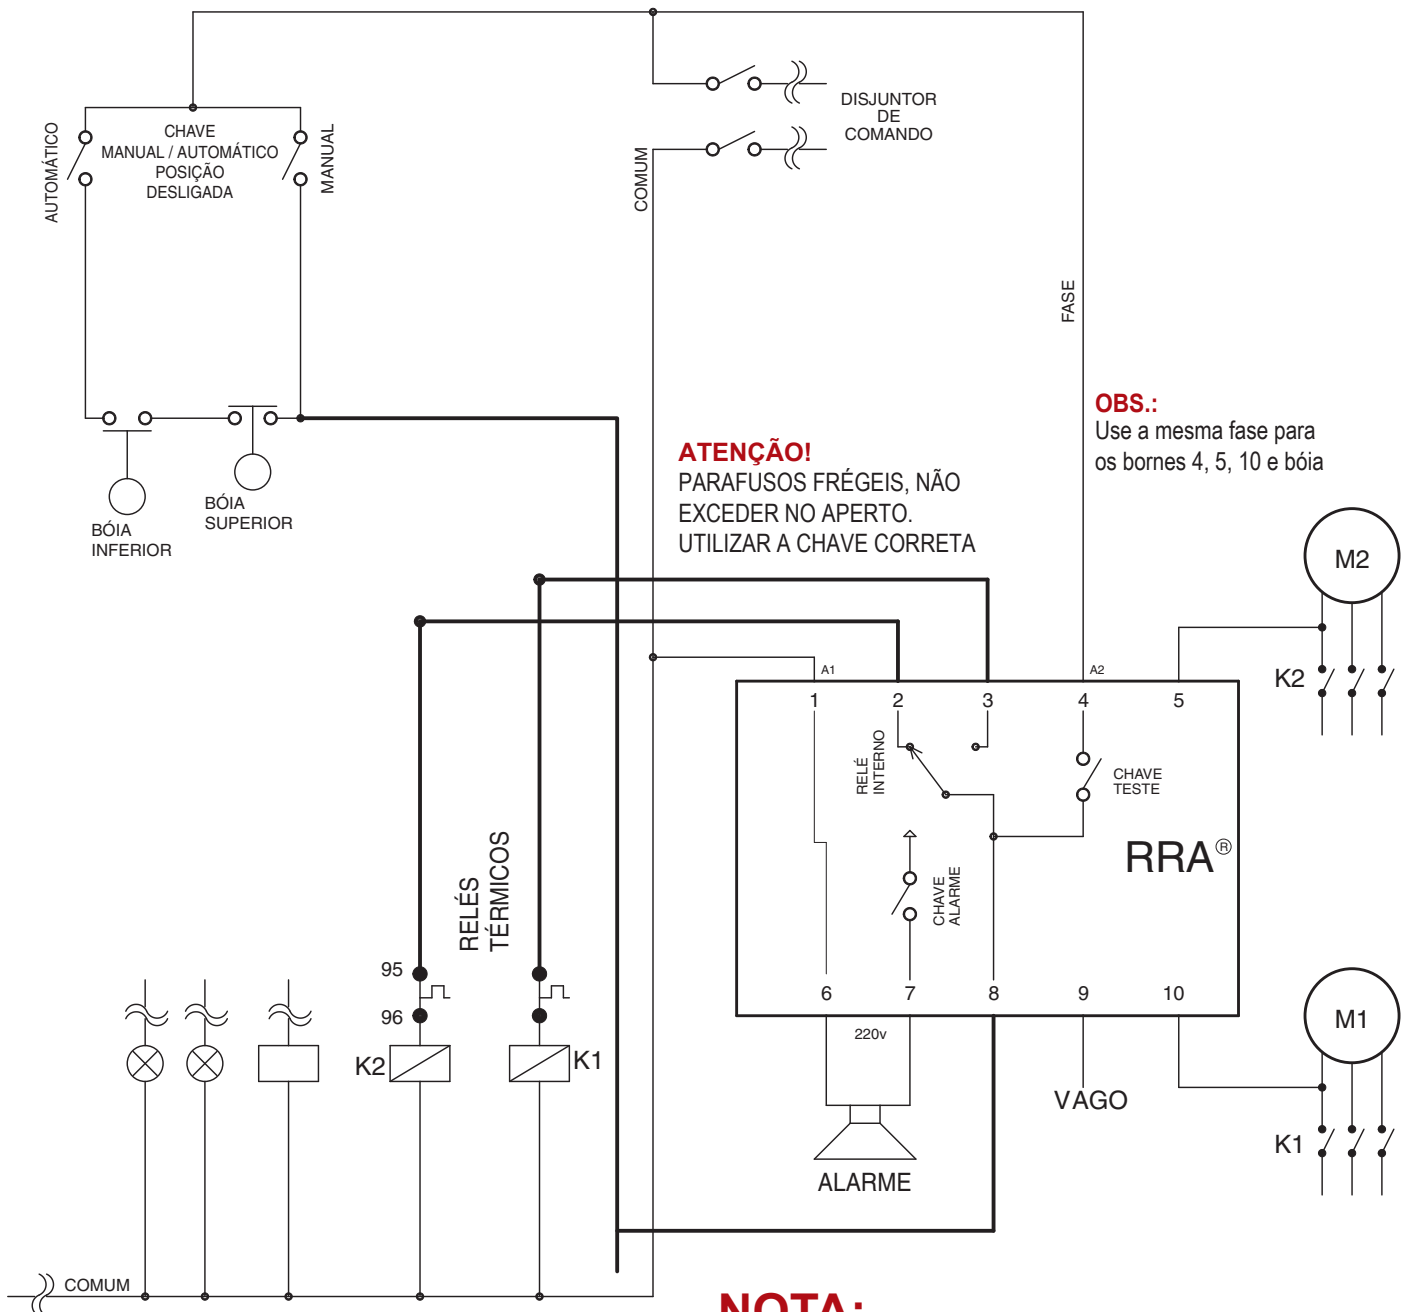 AUTOMÁTICO
CHAVE
MANUAL / AUTOMÁTICO
POSIÇÃO
DESLIGADA
MANUAL
DISJUNTOR
DE
COMANDO
COMUM
FASE
BÓIA
INFERIOR
BÓIA
SUPERIOR
ATENÇÃO!
PARAFUSOS FRÉGEIS, NÃO
EXCEDER NO APERTO.
UTILIZAR A CHAVE CORRETA
OBS.:
Use a mesma fase para
os bornes 4, 5, 10 e bóia
M2
K2
A1
A2
1 2 3 4 5
RELÉ
INTERNO
CHAVE
TESTE
RRA®
CHAVE
ALARME
RELÉS
TÉRMICOS
95
96
K2
K1
6 7 8 9 10
220v
ALARME
VAGO
M1
K1
COMUM
NOTA: